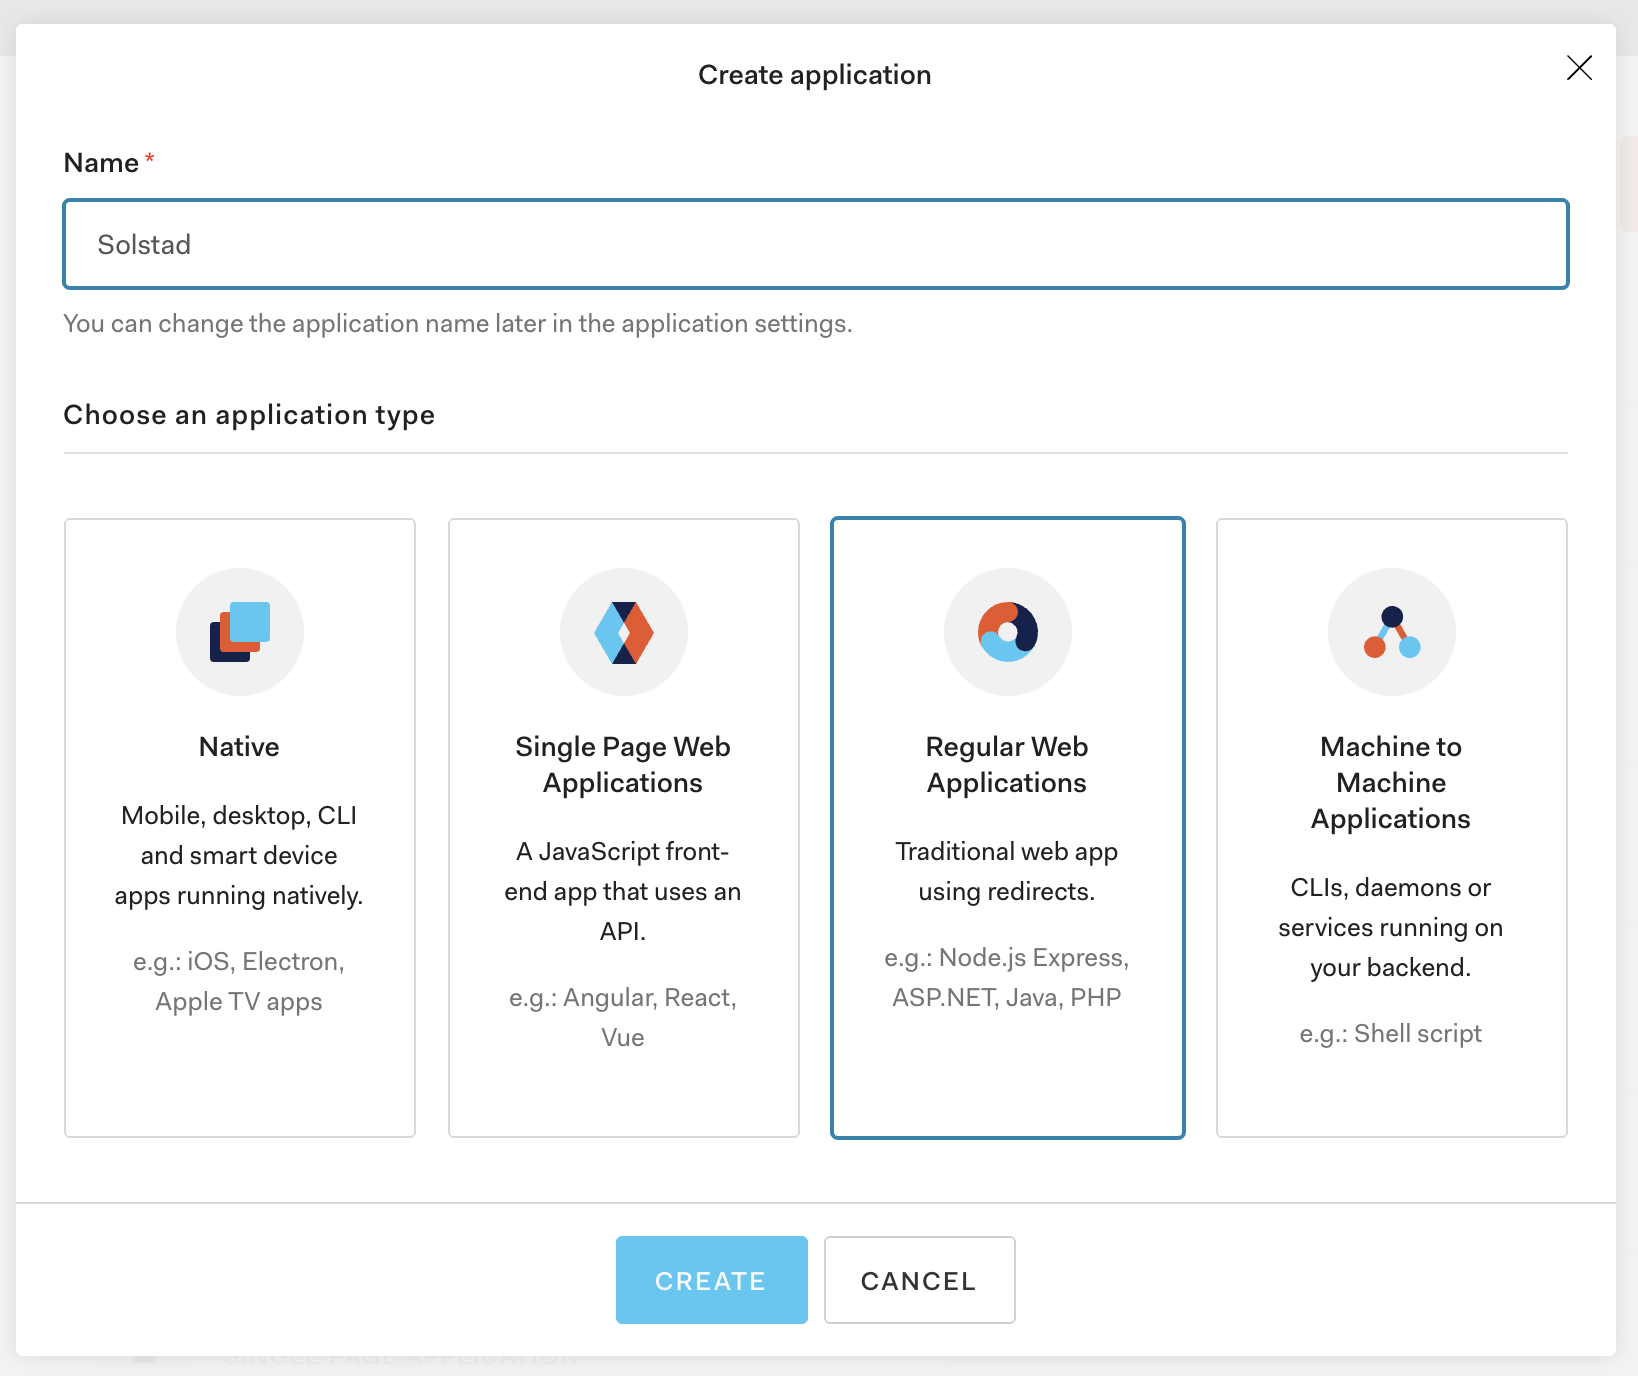 Create application
Name *
Solstad
You can change the application name later in the application settings.
Choose an application type
Native
Mobile, desktop, CLI
and smart device
apps running natively.
e.g.: iOS, Electron,
Apple TV apps
Single Page Web
Applications
A JavaScript front-
end app that uses an
API.
e.g.: Angular, React,
Vue
Regular Web
Applications
Traditional web app
using redirects.
e.g.: Node.js Express,
ASP.NET, Java, PHP
Machine to
Machine
Applications
CLIs, daemons or
services running on
your backend.
e.g.: Shell script
CREATE
CANCEL
SINGLE PAGE APPLICATION